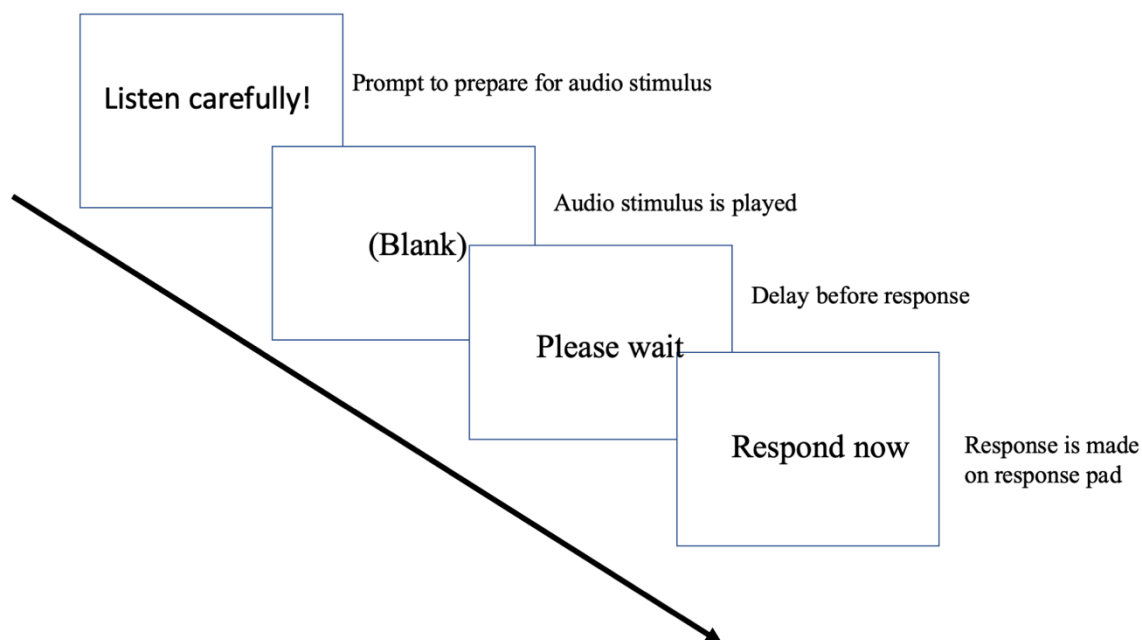 Listen carefully!
Prompt to prepare for audio stimulus
(Blank)
Audio stimulus is played
Please wait
Delay before response
Respond now
Response is made
on response pad